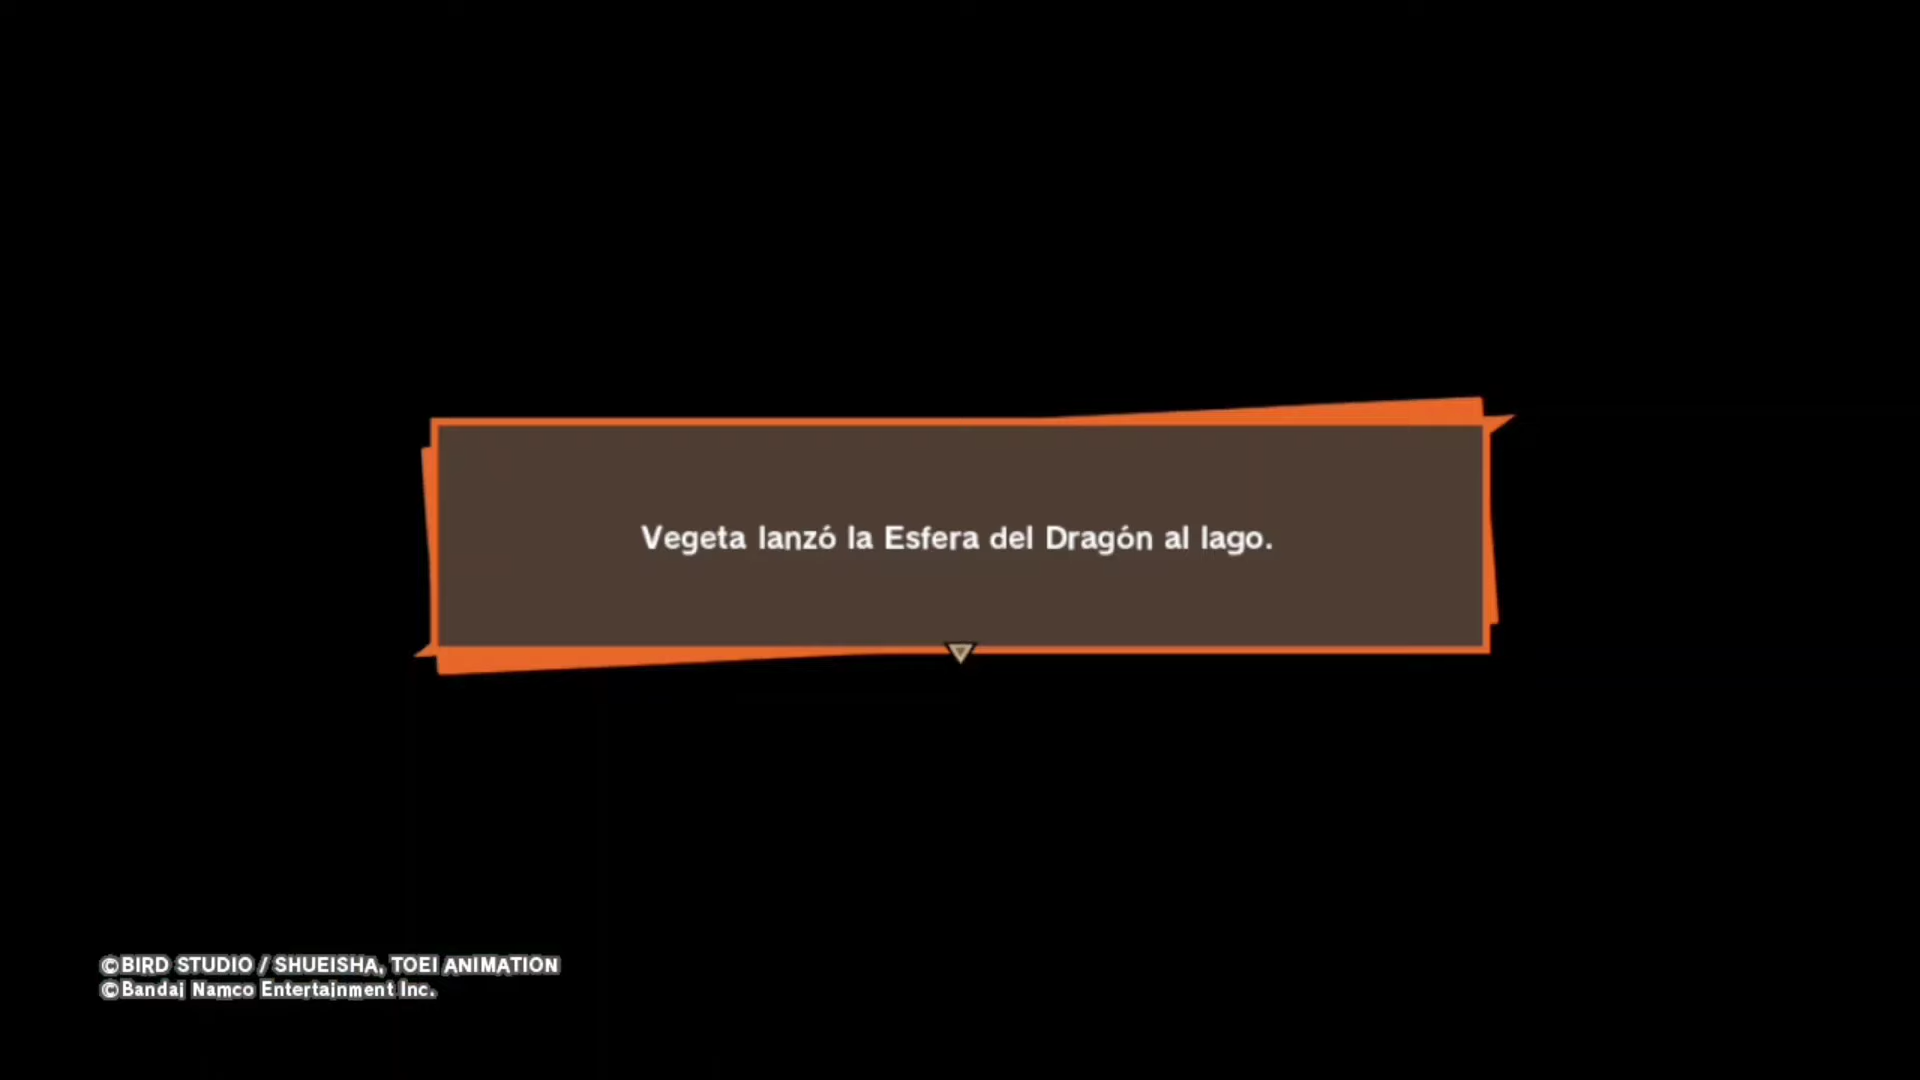 Vegeta lanzó la Esfera del Dragón al lago.
©BIRD STUDIO / SHUEISHA, TOEI ANIMATION
©Bandai Namco Entertainment Inc.